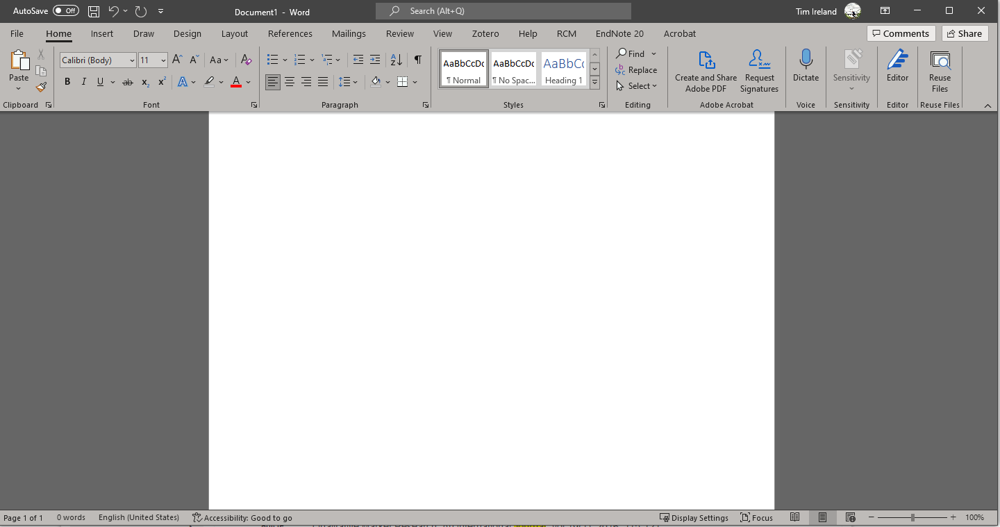 AutoSave Off Document1 - Word Search (Alt+Q) Tim Ireland
File Home Insert Draw Design Layout References Mailings Review View Zotero Help RCM EndNote 20 Acrobat Comments Share
Paste
Calibri (Body) 11
AaBbCcDc AaBbCcDc AaBbCc
¶ Normal ¶ No Spac... Heading 1
Find
Replace
Select
Create and Share
Adobe PDF
Request
Signatures
Dictate
Sensitivity
Editor
Reuse
Files
Clipboard Font Paragraph Styles Editing Adobe Acrobat Voice Sensitivity Editor Reuse Files
Page 1 of 1 0 words English (United States) Accessibility: Good to go Display Settings Focus 100%